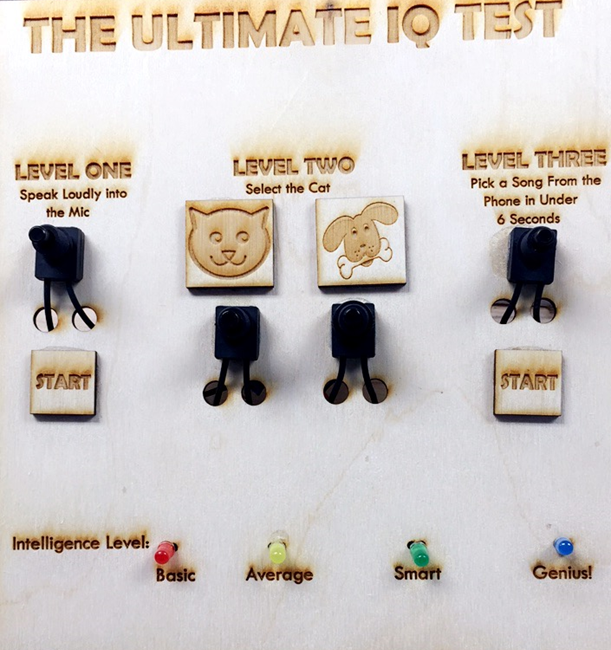 THE ULTIMATE IQ TEST
LEVEL ONE
Speak Loudly into
the Mic
START
LEVEL TWO
Select the Cat
LEVEL THREE
Pick a Song From the
Phone in Under
6 Seconds
START
Intelligence Level:
Basic
Average
Smart
Genius!